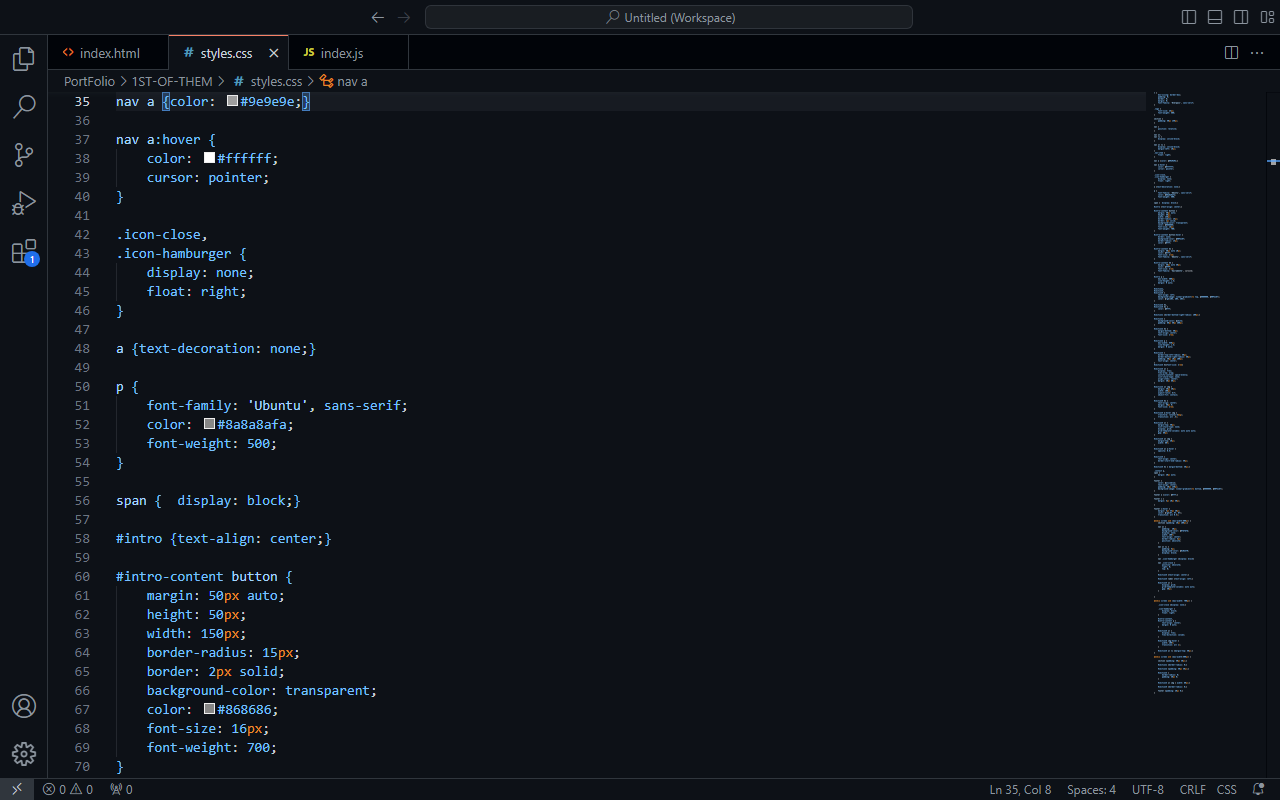 Untitled (Workspace)
index.html
# styles.css
JS index.js
PortFolio > 1ST-OF-THEM > # styles.css > nav a
35 nav a {color: #9e9e9e;}
36
37 nav a:hover {
38 color: #ffffff;
39 cursor: pointer;
40 }
41
42 .icon-close,
43 .icon-hamburger {
44 display: none;
45 float: right;
46 }
47
48 a {text-decoration: none;}
49
50 p {
51 font-family: 'Ubuntu', sans-serif;
52 color: #8a8a8afa;
53 font-weight: 500;
54 }
55
56 span {  display: block;}
57
58 #intro {text-align: center;}
59
60 #intro-content button {
61 margin: 50px auto;
62 height: 50px;
63 width: 150px;
64 border-radius: 15px;
65 border: 2px solid;
66 background-color: transparent;
67 color: #868686;
68 font-size: 16px;
69 font-weight: 700;
70 }
1
0 0 0 Ln 35, Col 8 Spaces: 4 UTF-8 CRLF CSS